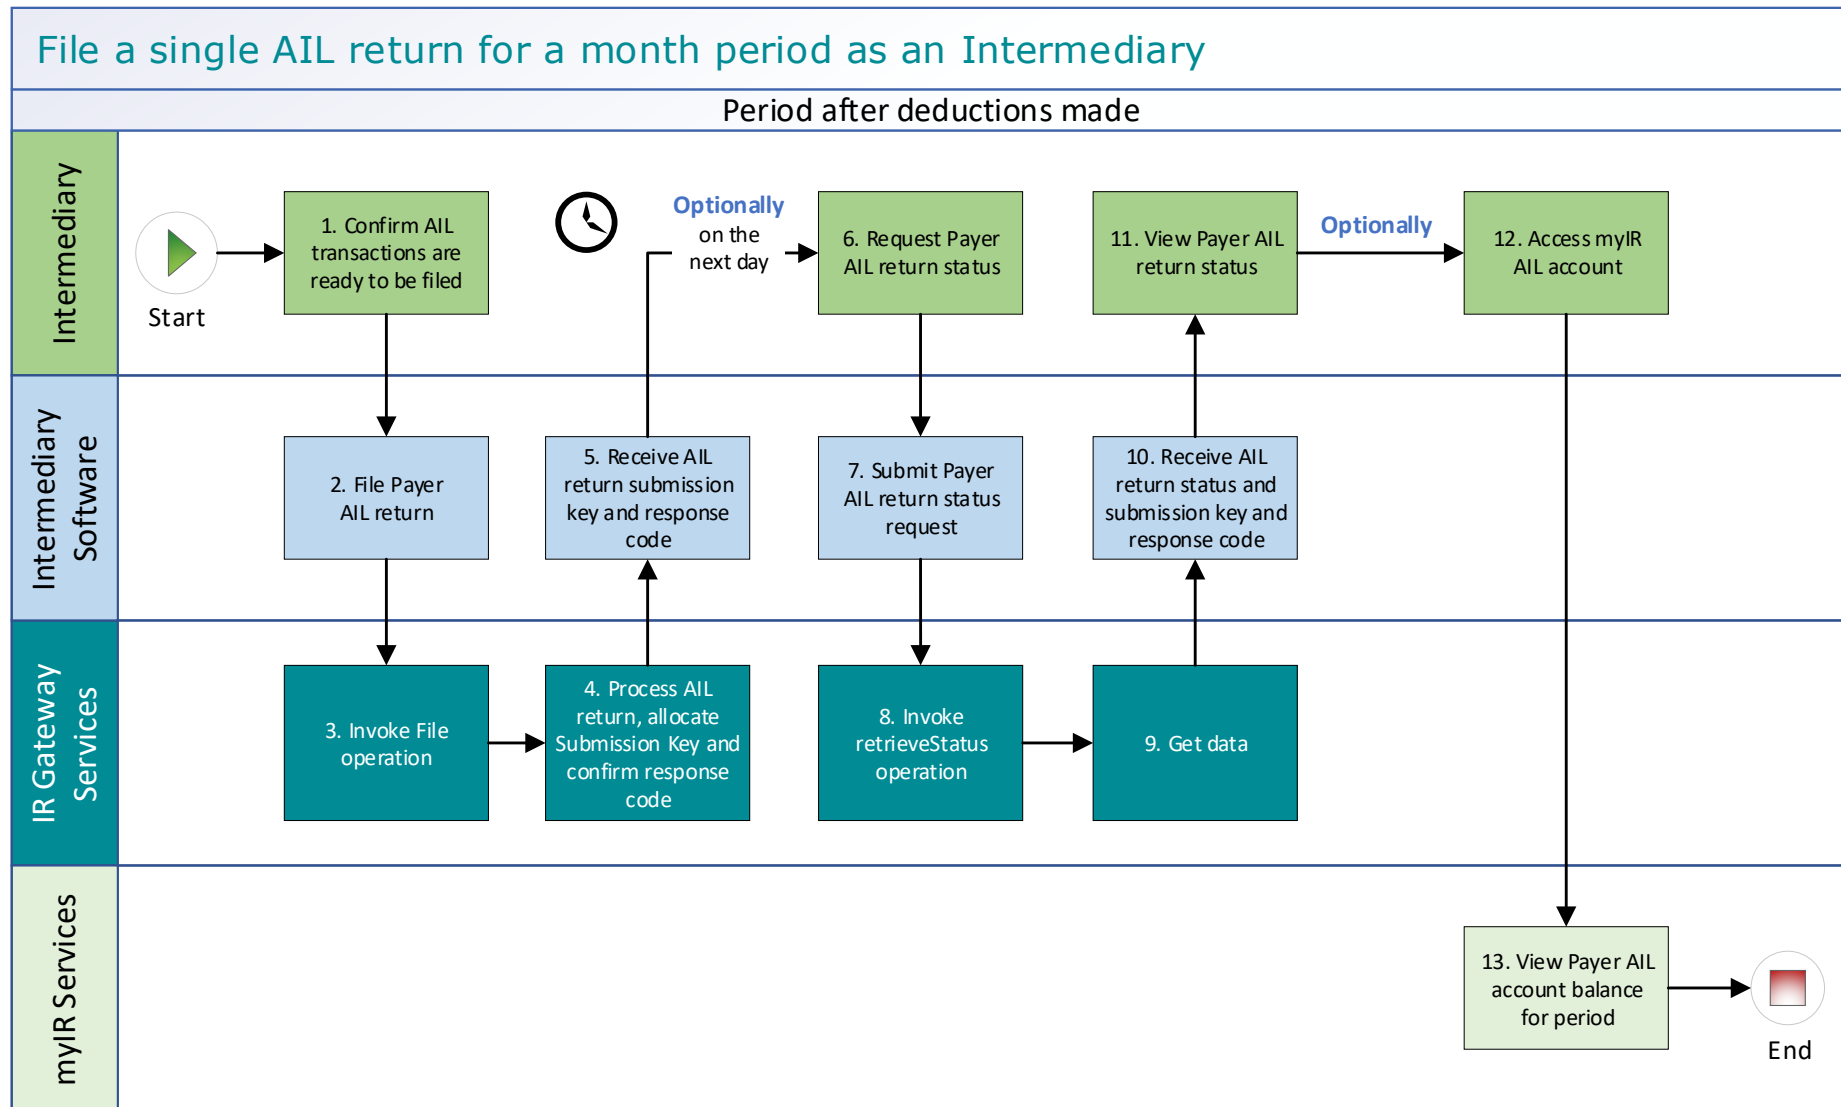 File a single AIL return for a month period as an Intermediary
Period after deductions made
Intermediary
Start
1. Confirm AIL
transactions are
ready to be filed
Optionally
on the
next day
6. Request Payer
AIL return status
11. View Payer AIL
return status
Optionally
12. Access myIR
AIL account
Intermediary
Software
2. File Payer
AIL return
5. Receive AIL
return submission
key and response
code
7. Submit Payer
AIL return status
request
10. Receive AIL
return status and
submission key and
response code
IR Gateway
Services
3. Invoke File
operation
4. Process AIL
return, allocate
Submission Key and
confirm response
code
8. Invoke
retrieveStatus
operation
9. Get data
myIR Services
13. View Payer AIL
account balance
for period
End